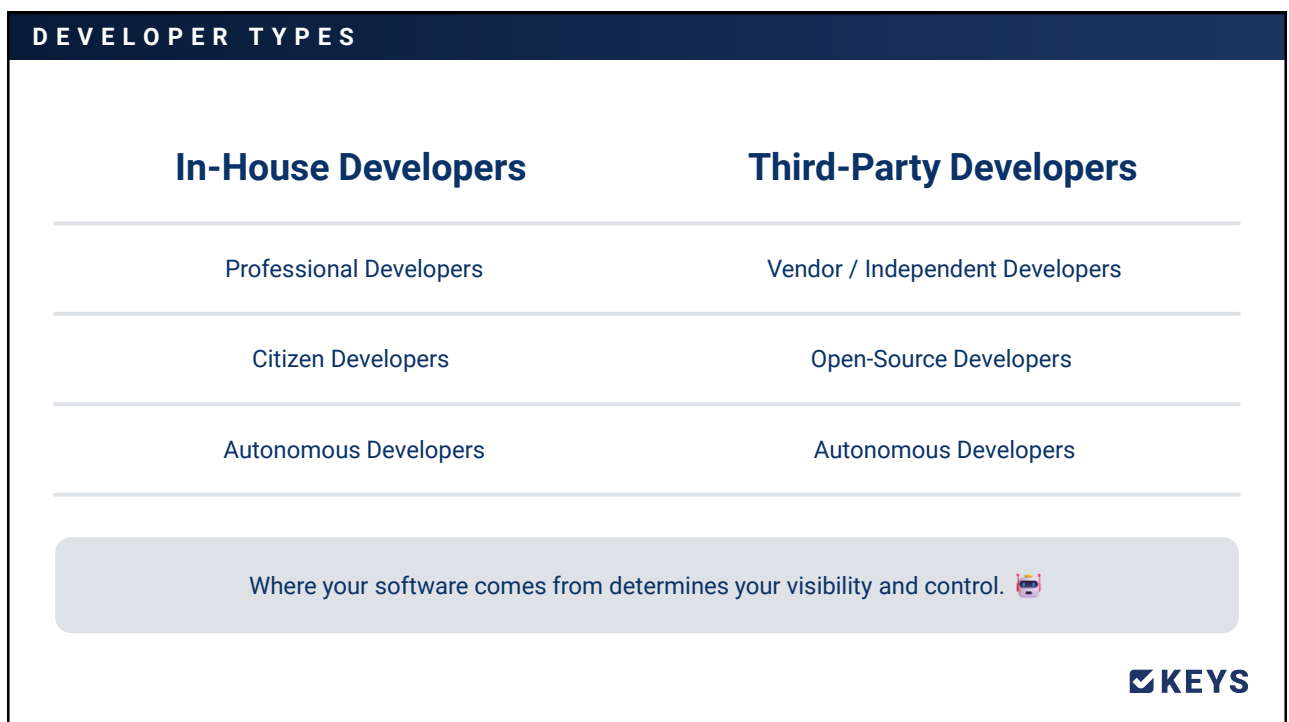 DEVELOPER TYPES
In-House Developers
Third-Party Developers
Professional Developers
Vendor / Independent Developers
Citizen Developers
Open-Source Developers
Autonomous Developers
Autonomous Developers
Where your software comes from determines your visibility and control. 🤖
KEYS